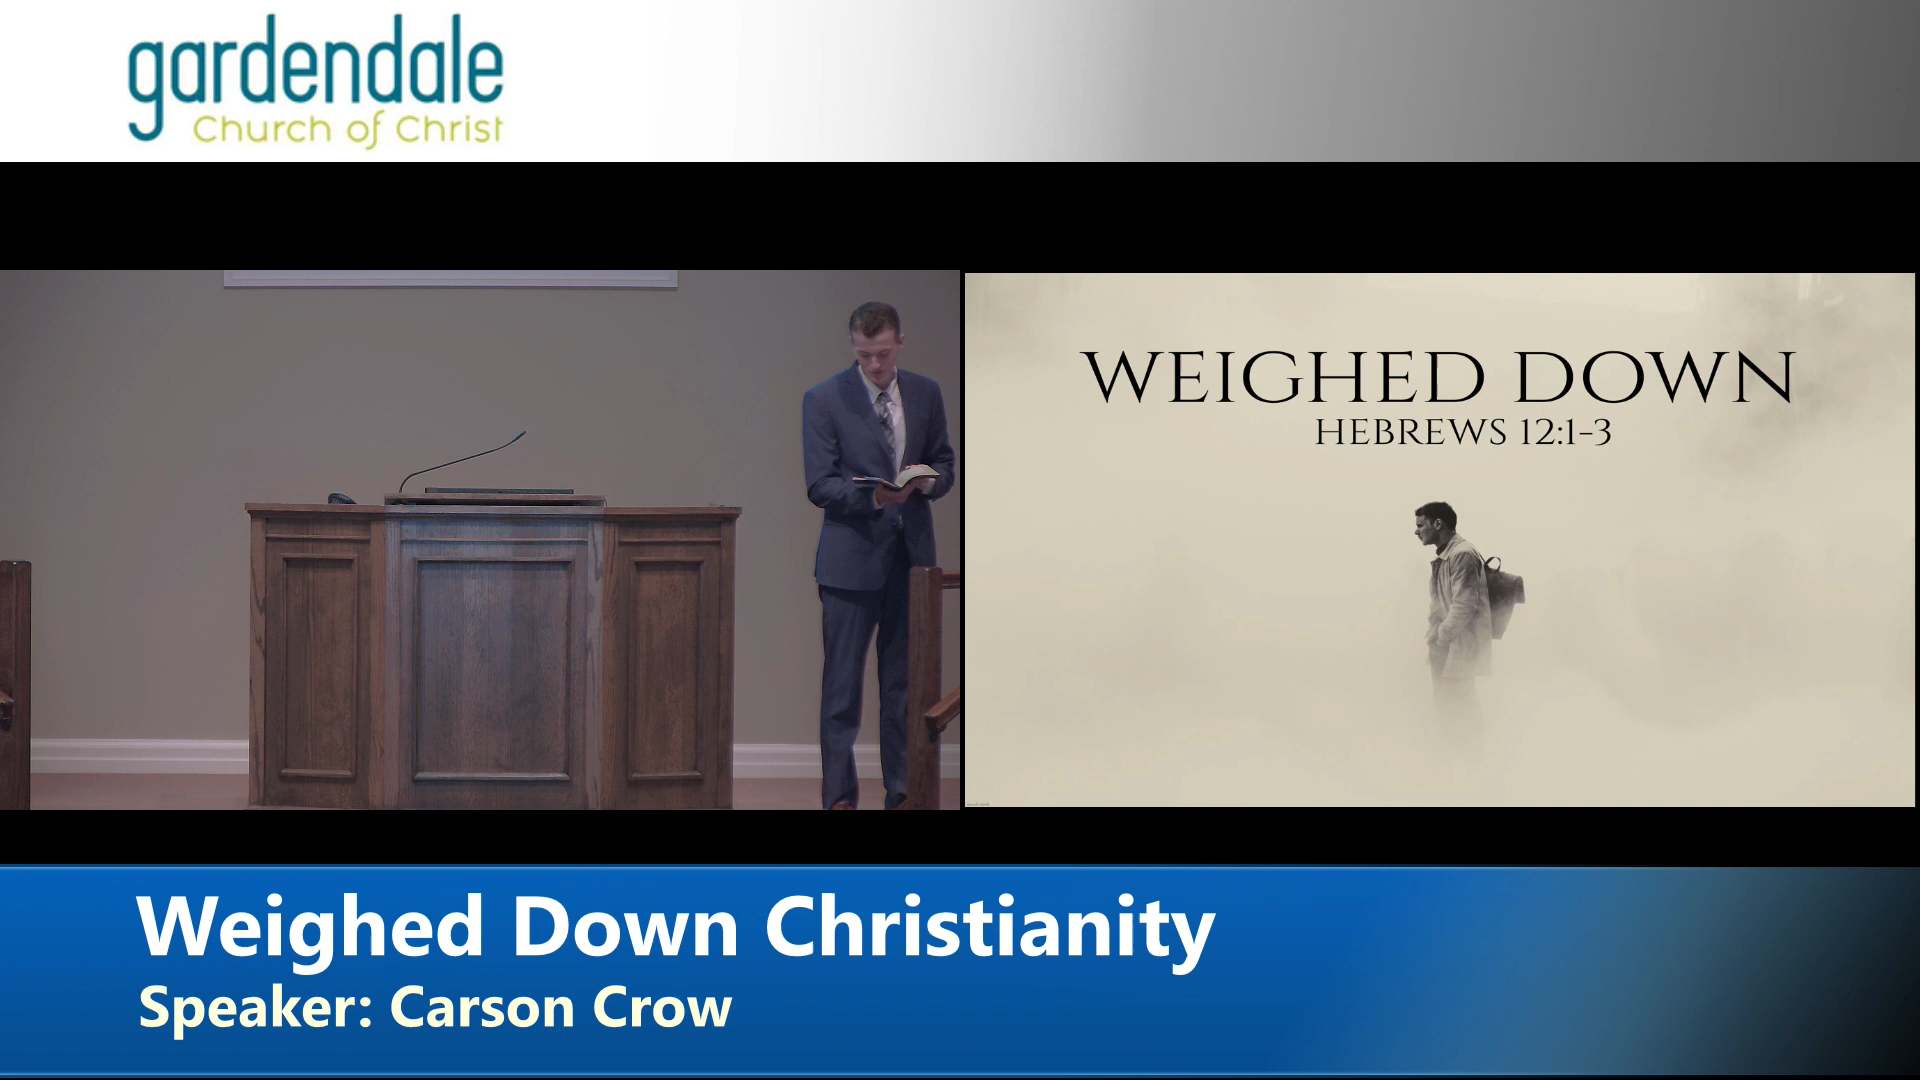 gardendale
Church of Christ
WEIGHED DOWN
HEBREWS 12:1-3
Weighed Down Christianity
Speaker: Carson Crow